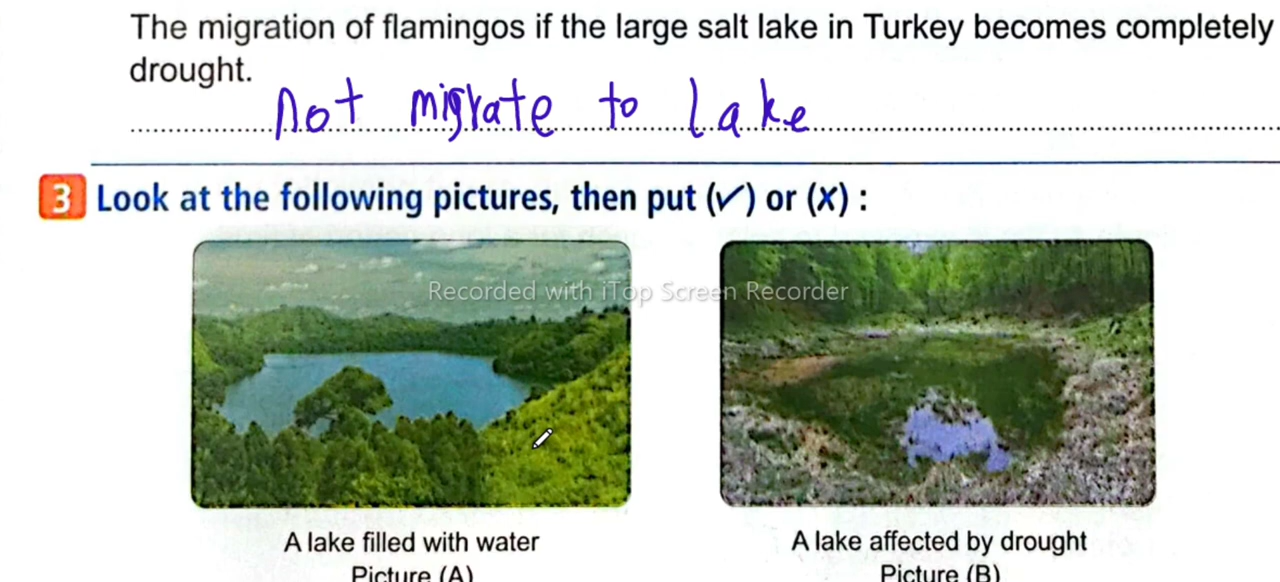 The migration of flamingos if the large salt lake in Turkey becomes completely
drought.
not migrate to lake
3 Look at the following pictures, then put (✓) or (X) :
Recorded with iTop Screen Recorder
A lake filled with water
A lake affected by drought
Picture (A)
Picture (B)